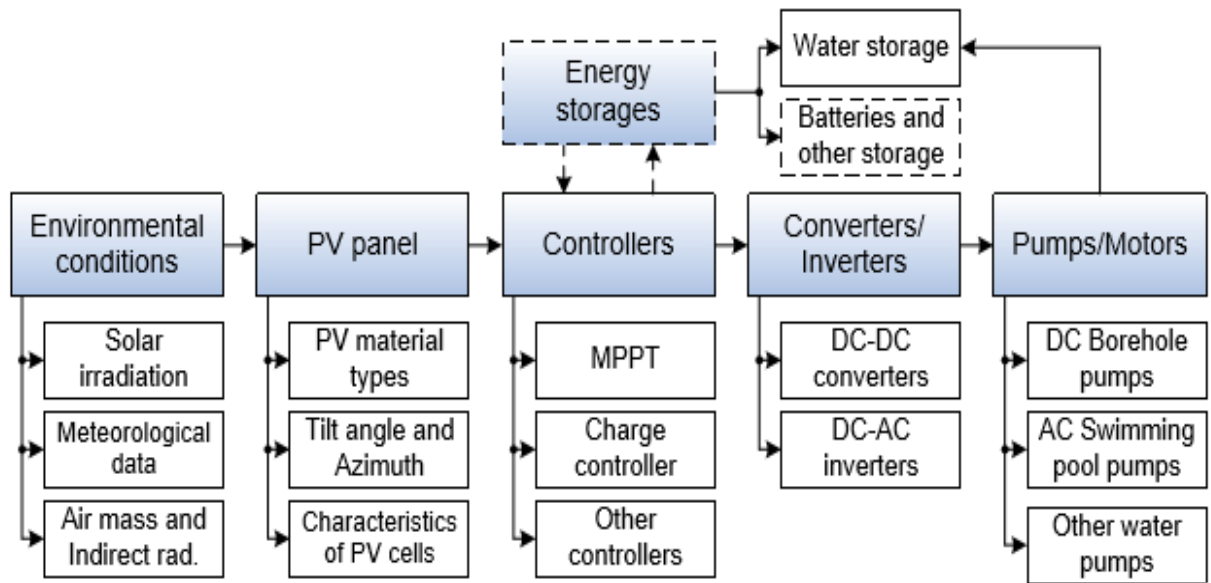 Energy
storages
Water storage
Batteries and
other storage
Environmental
conditions
PV panel
Controllers
Converters/
Inverters
Pumps/Motors
Solar
irradiation
Meteorological
data
Air mass and
Indirect rad.
PV material
types
Tilt angle and
Azimuth
Characteristics
of PV cells
MPPT
Charge
controller
Other
controllers
DC-DC
converters
DC-AC
inverters
DC Borehole
pumps
AC Swimming
pool pumps
Other water
pumps